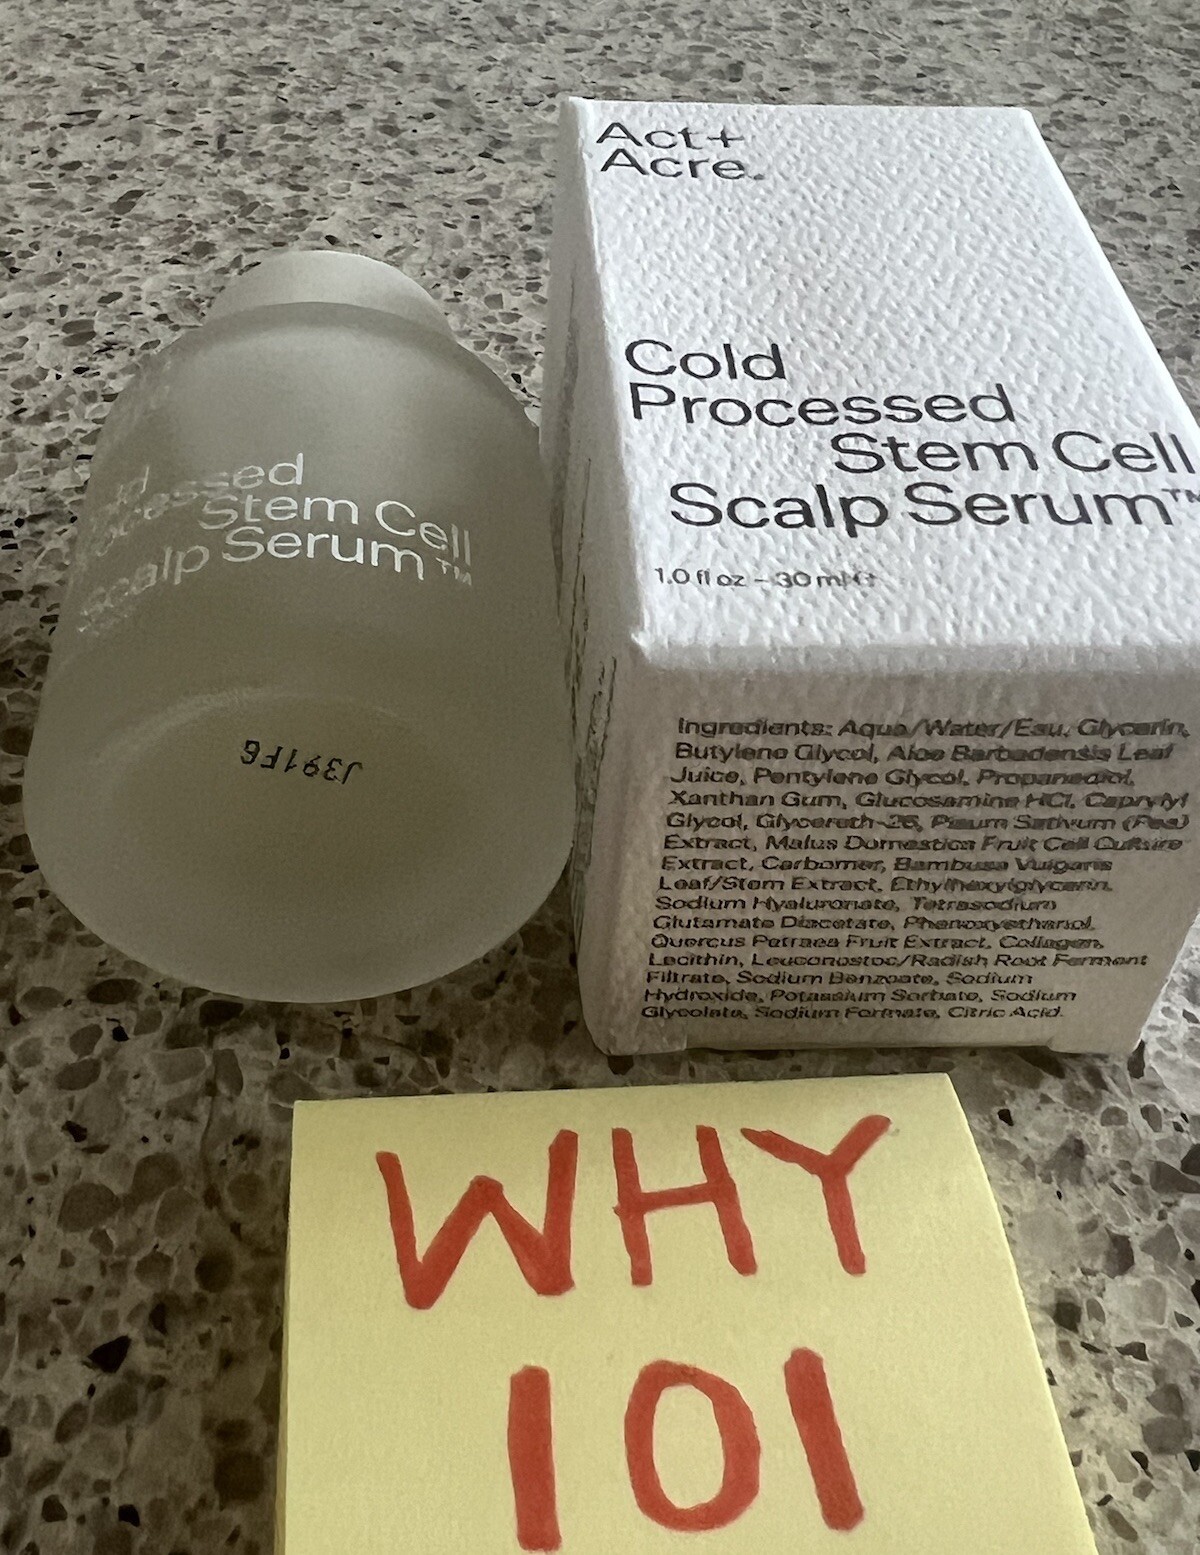 Act+
Acre.
Cold
Processed
Stem Cell
Scalp Serum™
1.0 fl oz – 30 ml
Ingredients: Aqua/Water/Eau, Glycerin,
Butylene Glycol, Aloe Barbadensis Leaf
Juice, Pentylene Glycol, Propanediol,
Xanthan Gum, Glucosamine HCl, Caprylyl
Glycol, Glycereth-26, Pisum Sativum (Pea)
Extract, Malus Domestica Fruit Cell Culture
Extract, Carbomer, Bambusa Vulgaris
Leaf/Stem Extract, Ethylhexylglycerin,
Sodium Hyaluronate, Tetrasodium
Glutamate Diacetate, Phenoxyethanol,
Quercus Petraea Fruit Extract, Collagen,
Lecithin, Leuconostoc/Radish Root Ferment
Filtrate, Sodium Benzoate, Sodium
Hydroxide, Potassium Sorbate, Sodium
Glycolate, Sodium Formate, Citric Acid.
Stem Cell
Scalp Serum™
J391F6
WHY
101